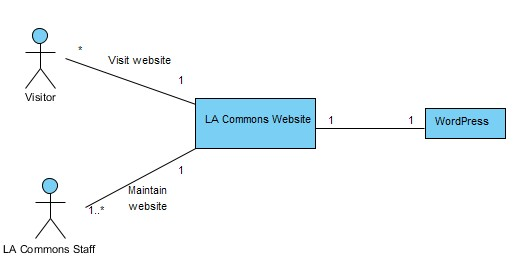 *
Visit website
1
Visitor
LA Commons Website
1
1
WordPress
1
Maintain
website
1..*
LA Commons Staff